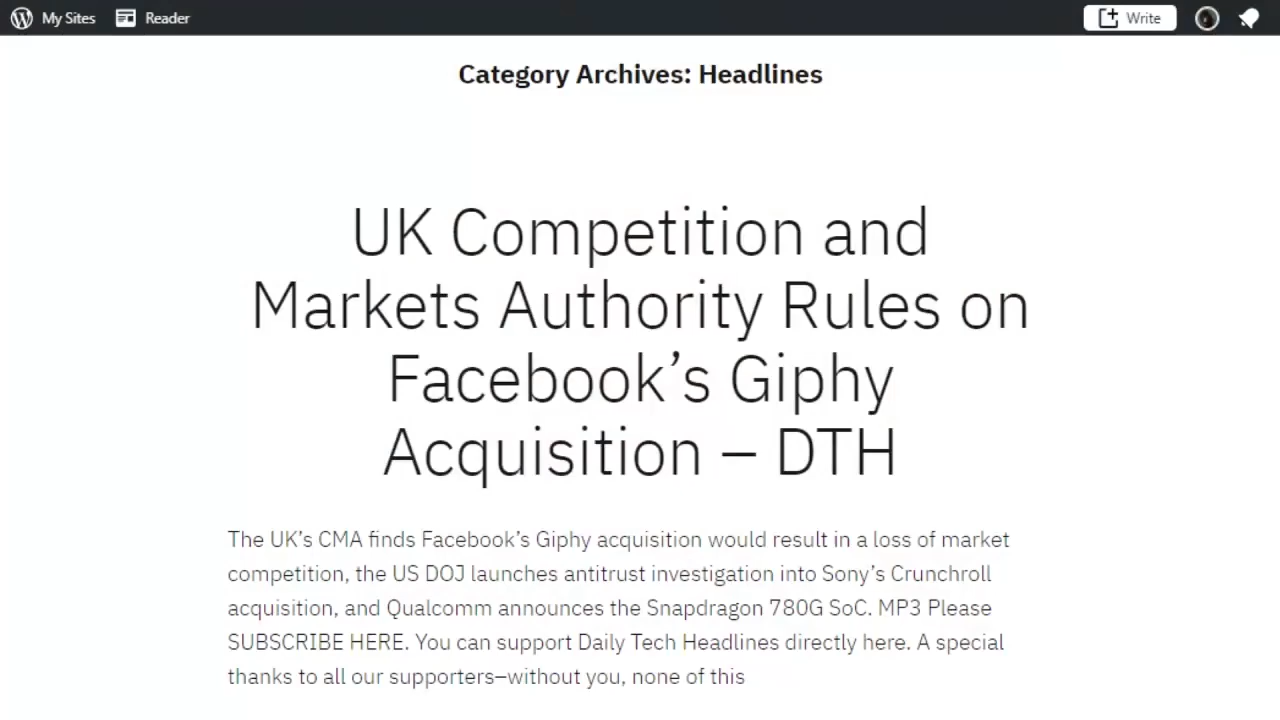 My Sites Reader Write
Category Archives: Headlines
UK Competition and
Markets Authority Rules on
Facebook’s Giphy
Acquisition – DTH
The UK’s CMA finds Facebook’s Giphy acquisition would result in a loss of market
competition, the US DOJ launches antitrust investigation into Sony’s Crunchroll
acquisition, and Qualcomm announces the Snapdragon 780G SoC. MP3 Please
SUBSCRIBE HERE. You can support Daily Tech Headlines directly here. A special
thanks to all our supporters–without you, none of this